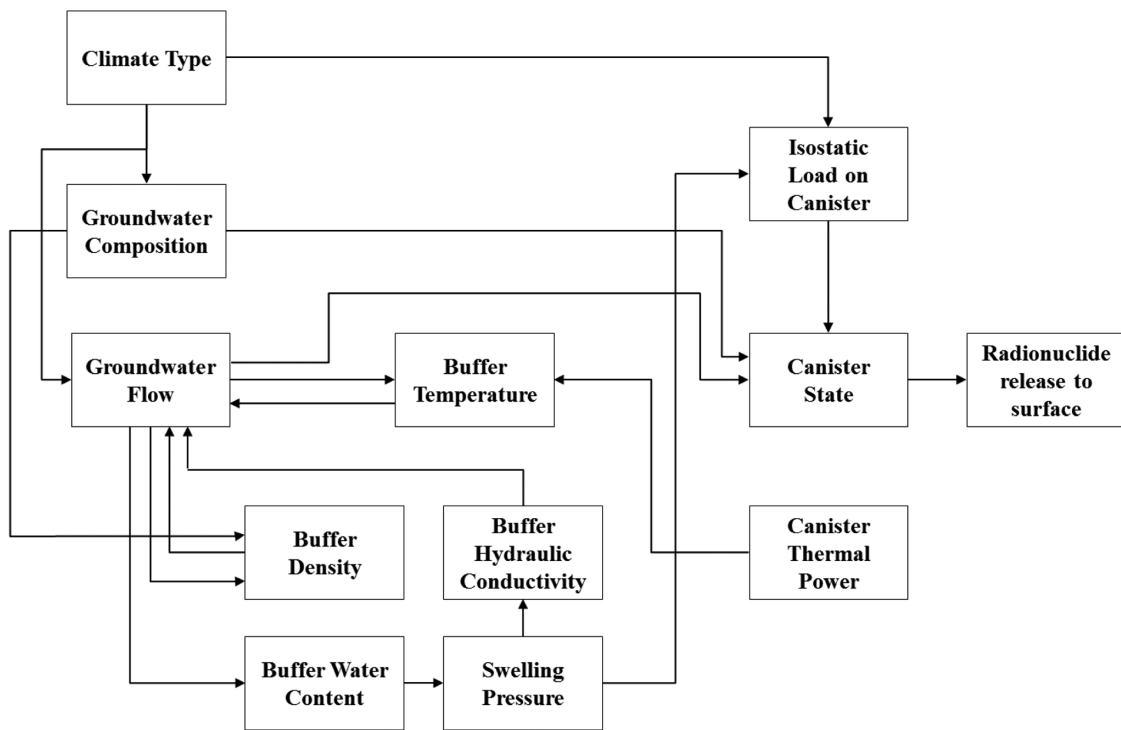 Climate Type
Isostatic
Load on
Canister
Groundwater
Composition
Groundwater
Flow
Buffer
Temperature
Canister
State
Radionuclide
release to
surface
Buffer
Density
Buffer
Hydraulic
Conductivity
Canister
Thermal
Power
Buffer Water
Content
Swelling
Pressure